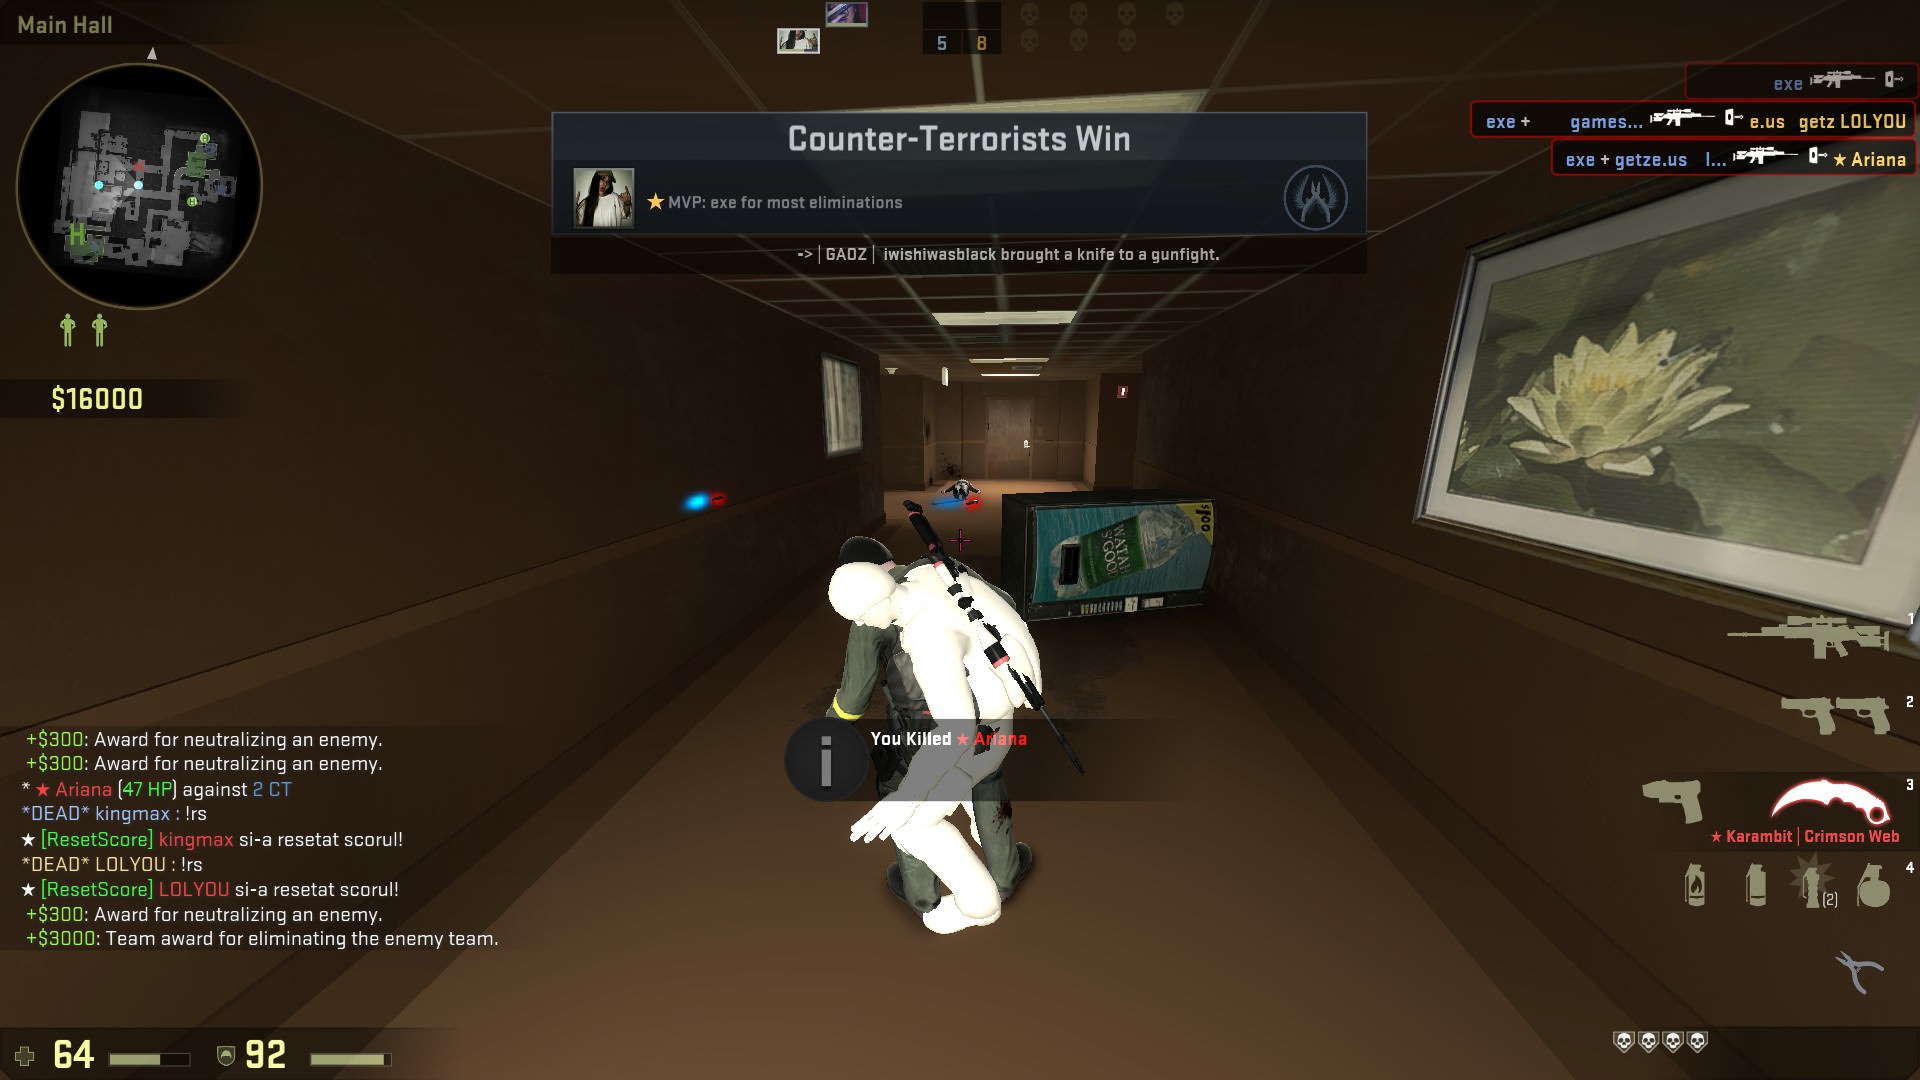 Main Hall
5 8
exe
exe + games... e.us getz LOLYOU
exe + getze.us l... ★ Ariana
Counter-Terrorists Win
★ MVP: exe for most eliminations
-> | GADZ | iwishiwasblack brought a knife to a gunfight.
$16000
$1.00
WATAH
S'GOOD
1
2
3
★ Karambit | Crimson Web
4
(2)
You Killed ★ Ariana
+$300: Award for neutralizing an enemy.
+$300: Award for neutralizing an enemy.
* ★ Ariana (47 HP) against 2 CT
*DEAD* kingmax : !rs
★ [ResetScore] kingmax si-a resetat scorul!
*DEAD* LOLYOU : !rs
★ [ResetScore] LOLYOU si-a resetat scorul!
+$300: Award for neutralizing an enemy.
+$3000: Team award for eliminating the enemy team.
64 92